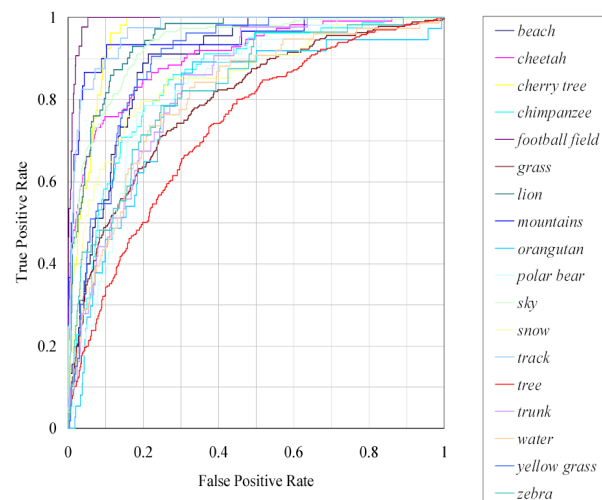 1
0.8
0.6
0.4
0.2
0
0
0.2
0.4
0.6
0.8
1
True Positive Rate
False Positive Rate
beach
cheetah
cherry tree
chimpanzee
football field
grass
lion
mountains
orangutan
polar bear
sky
snow
track
tree
trunk
water
yellow grass
zebra